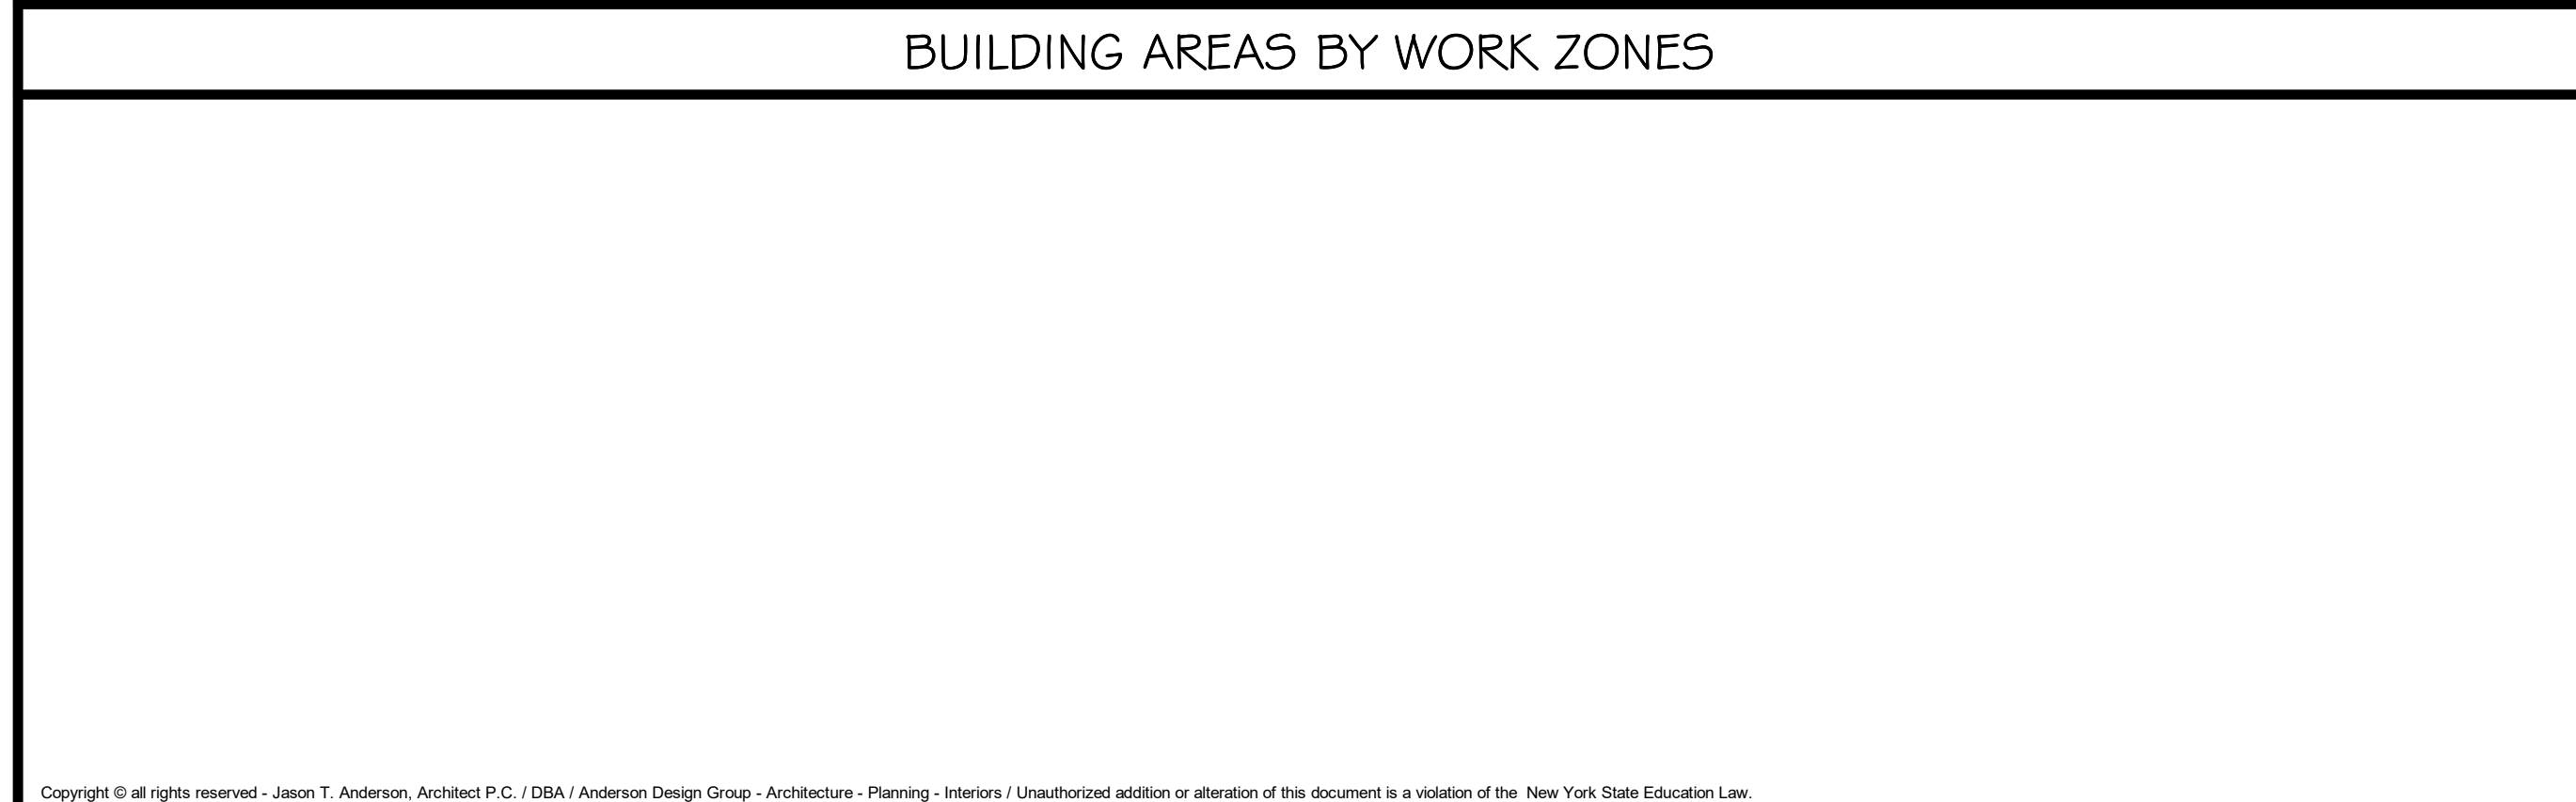 BUILDING AREAS BY WORK ZONES
Copyright © all rights reserved - Jason T. Anderson, Architect P.C. / DBA / Anderson Design Group - Architecture - Planning - Interiors / Unauthorized addition or alteration of this document is a violation of the  New York State Education Law.